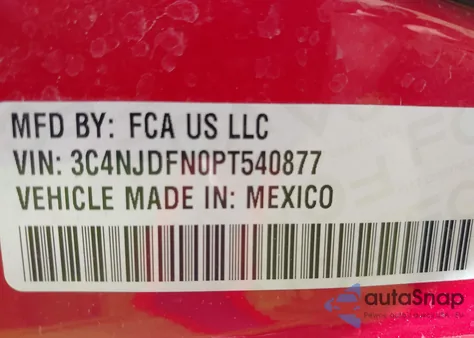 MFD BY: FCA US LLC
VIN: 3C4NJDFN0PT540877
VEHICLE MADE IN: MEXICO
autoSnap